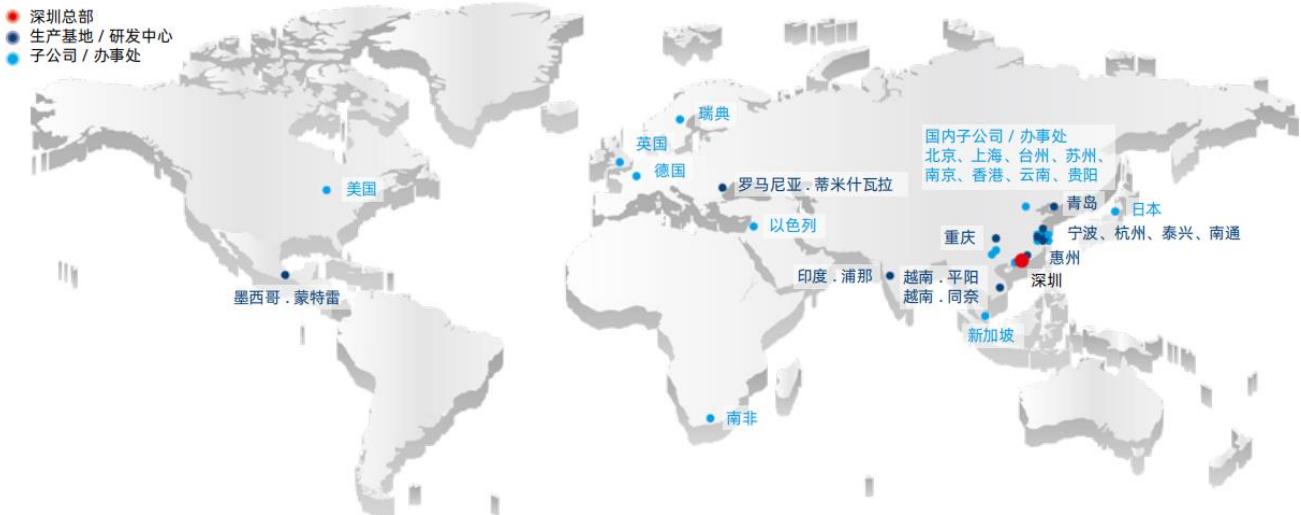 深圳总部
生产基地 / 研发中心
子公司 / 办事处
瑞典
英国
德国
罗马尼亚 . 蒂米什瓦拉
美国
以色列
国内子公司 / 办事处
北京、上海、台州、苏州、
南京、香港、云南、贵阳
青岛
日本
宁波、杭州、泰兴、南通
重庆
惠州
深圳
印度 . 浦那
越南 . 平阳
越南 . 同奈
墨西哥 . 蒙特雷
新加坡
南非